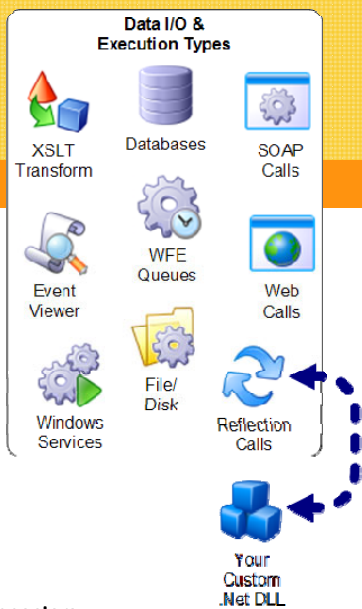 Data I/O &
Execution Types
XSLT
Transform
Databases
SOAP
Calls
Event
Viewer
WFE
Queues
Web
Calls
Windows
Services
File/
Disk
Reflection
Calls
Your
Custom
.Net DLL